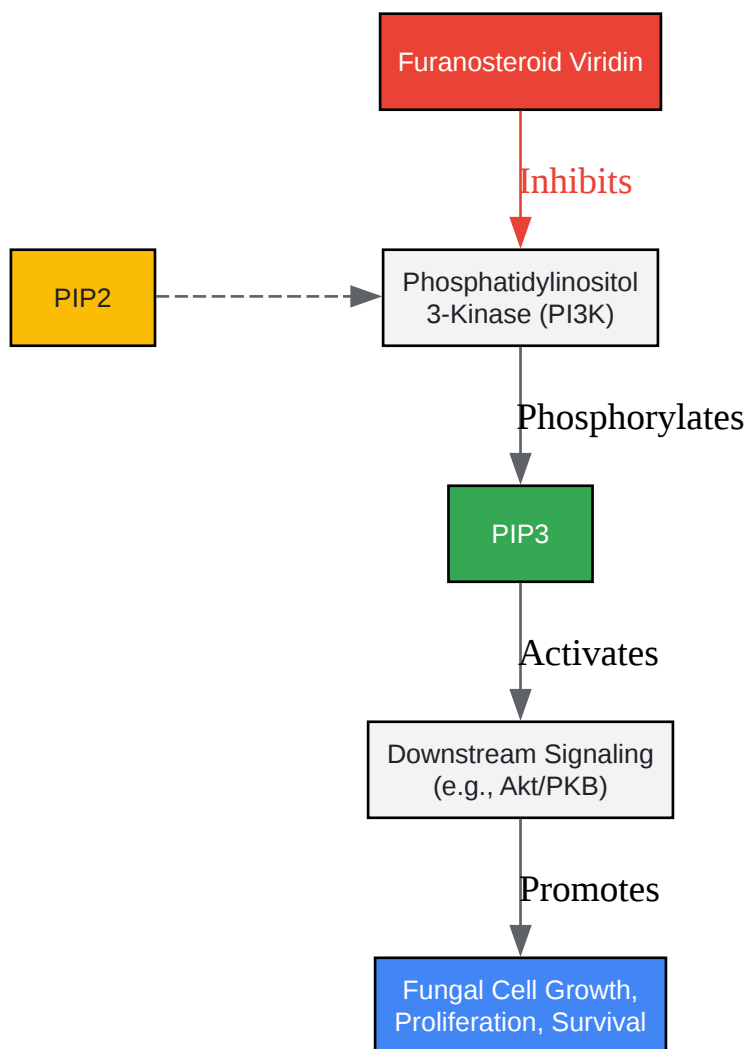 Furanosteroid Viridin
Inhibits
PIP2
Phosphatidylinositol
3-Kinase (PI3K)
Phosphorylates
PIP3
Activates
Downstream Signaling
(e.g., Akt/PKB)
Promotes
Fungal Cell Growth,
Proliferation, Survival